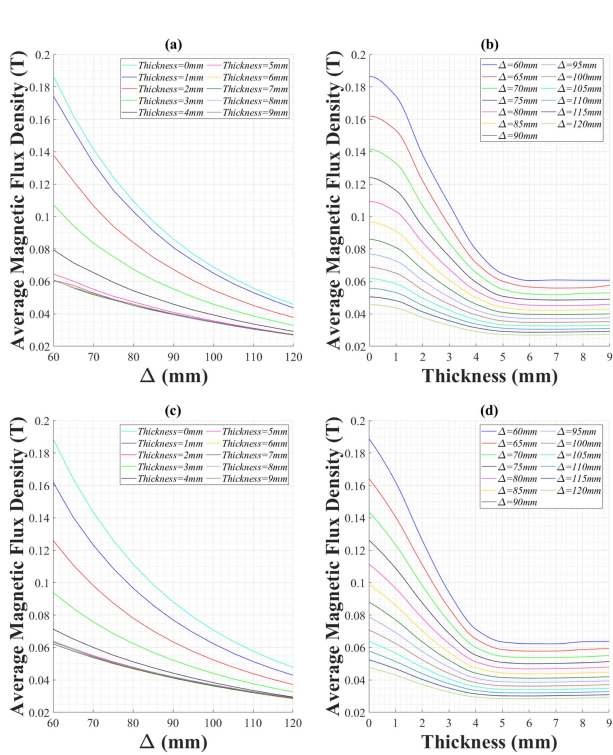 (a)
Average Magnetic Flux Density (T)
0.2
0.18
0.16
0.14
0.12
0.1
0.08
0.06
0.04
0.02
60 70 80 90 100 110 120
Δ (mm)
Thickness=0mm Thickness=5mm
Thickness=1mm Thickness=6mm
Thickness=2mm Thickness=7mm
Thickness=3mm Thickness=8mm
Thickness=4mm Thickness=9mm
(b)
Average Magnetic Flux Density (T)
0.2
0.18
0.16
0.14
0.12
0.1
0.08
0.06
0.04
0.02
0 1 2 3 4 5 6 7 8 9
Thickness (mm)
Δ=60mm Δ=95mm
Δ=65mm Δ=100mm
Δ=70mm Δ=105mm
Δ=75mm Δ=110mm
Δ=80mm Δ=115mm
Δ=85mm Δ=120mm
Δ=90mm
(c)
Average Magnetic Flux Density (T)
0.2
0.18
0.16
0.14
0.12
0.1
0.08
0.06
0.04
0.02
60 70 80 90 100 110 120
Δ (mm)
Thickness=0mm Thickness=5mm
Thickness=1mm Thickness=6mm
Thickness=2mm Thickness=7mm
Thickness=3mm Thickness=8mm
Thickness=4mm Thickness=9mm
(d)
Average Magnetic Flux Density (T)
0.2
0.18
0.16
0.14
0.12
0.1
0.08
0.06
0.04
0.02
0 1 2 3 4 5 6 7 8 9
Thickness (mm)
Δ=60mm Δ=95mm
Δ=65mm Δ=100mm
Δ=70mm Δ=105mm
Δ=75mm Δ=110mm
Δ=80mm Δ=115mm
Δ=85mm Δ=120mm
Δ=90mm